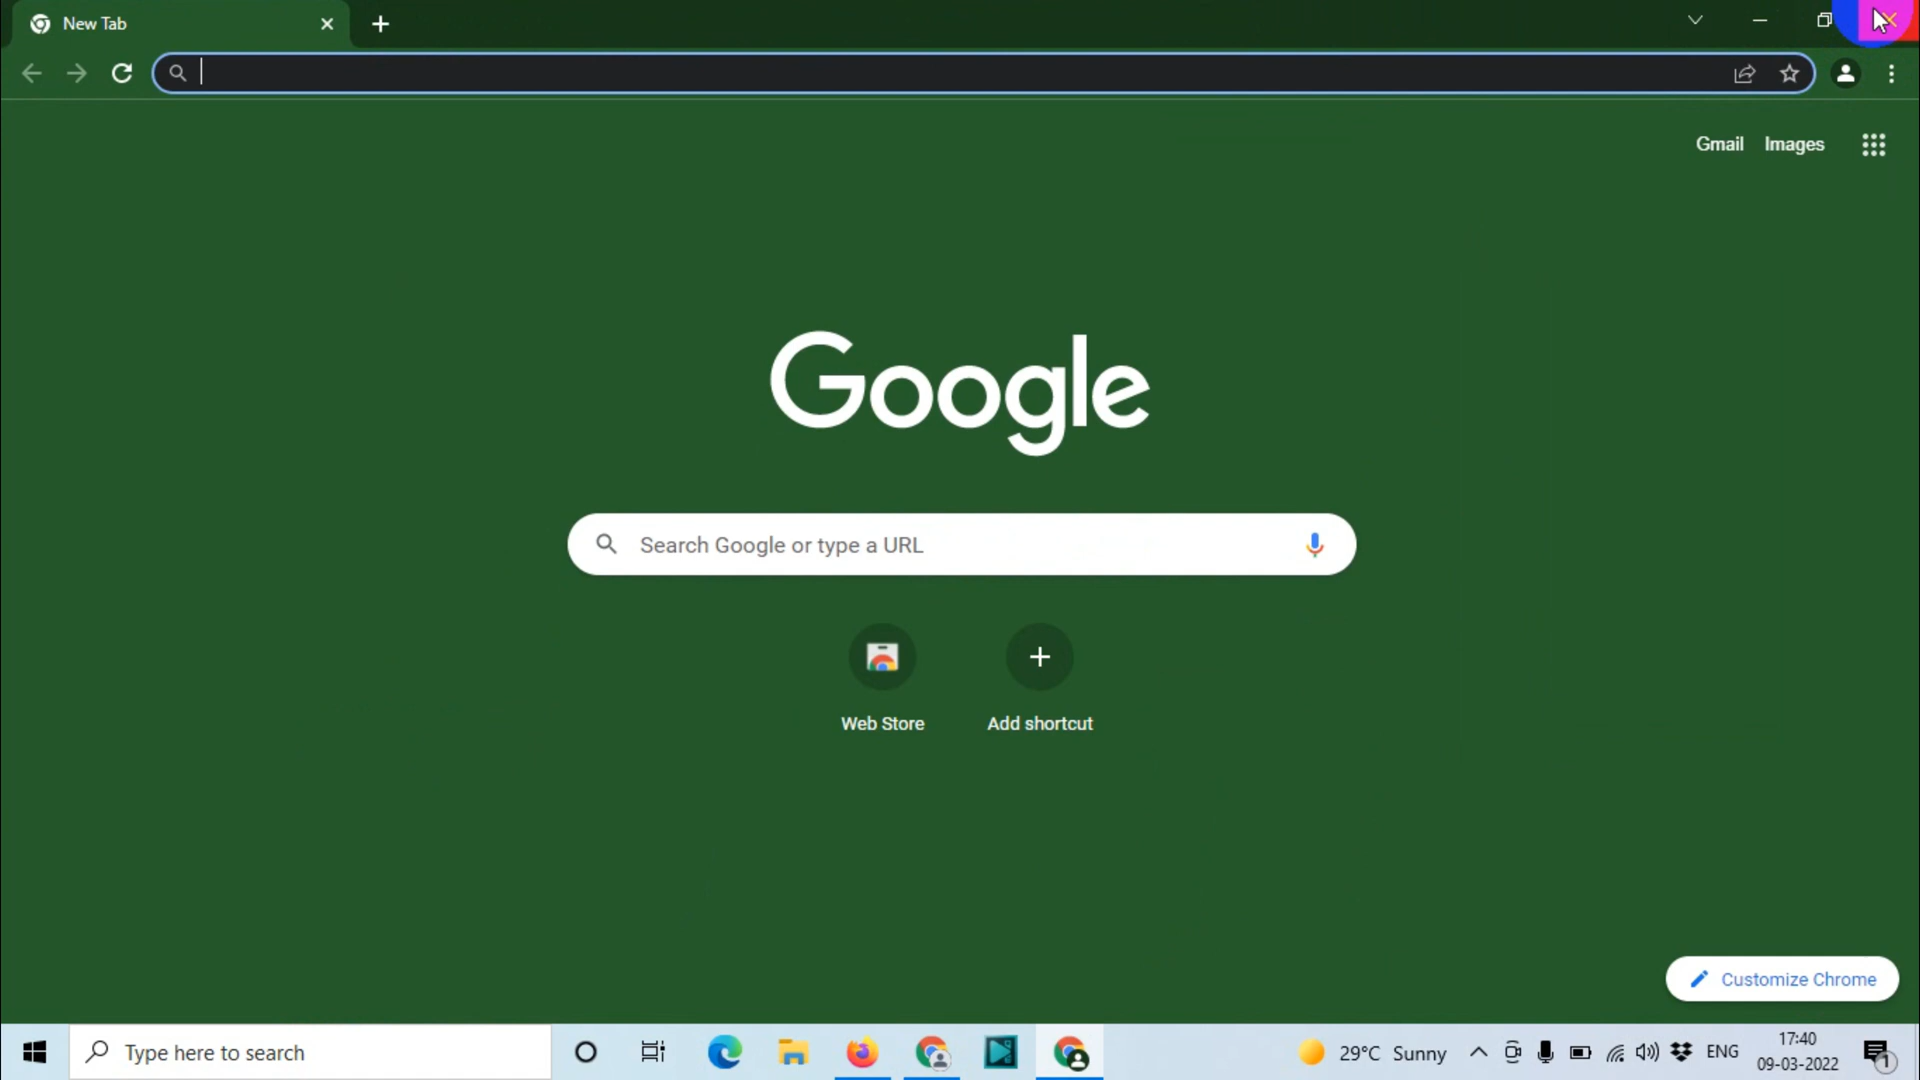 New Tab
Gmail Images
Google
Search Google or type a URL
Web Store Add shortcut
Customize Chrome
Type here to search
29°C Sunny
ENG
17:40
09-03-2022
1